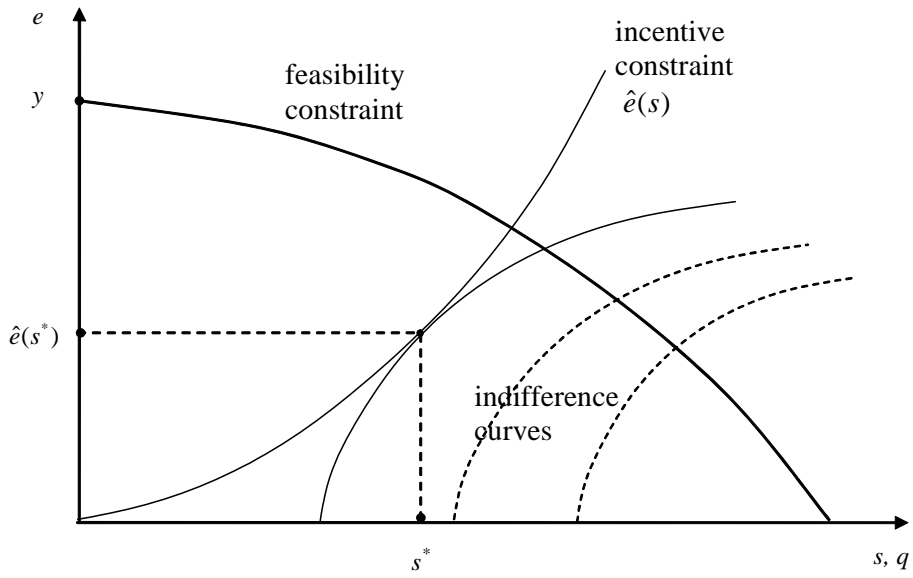 e
incentive
constraint
ê(s)
feasibility
constraint
y
ê(s*)
indifference
curves
s*
s, q